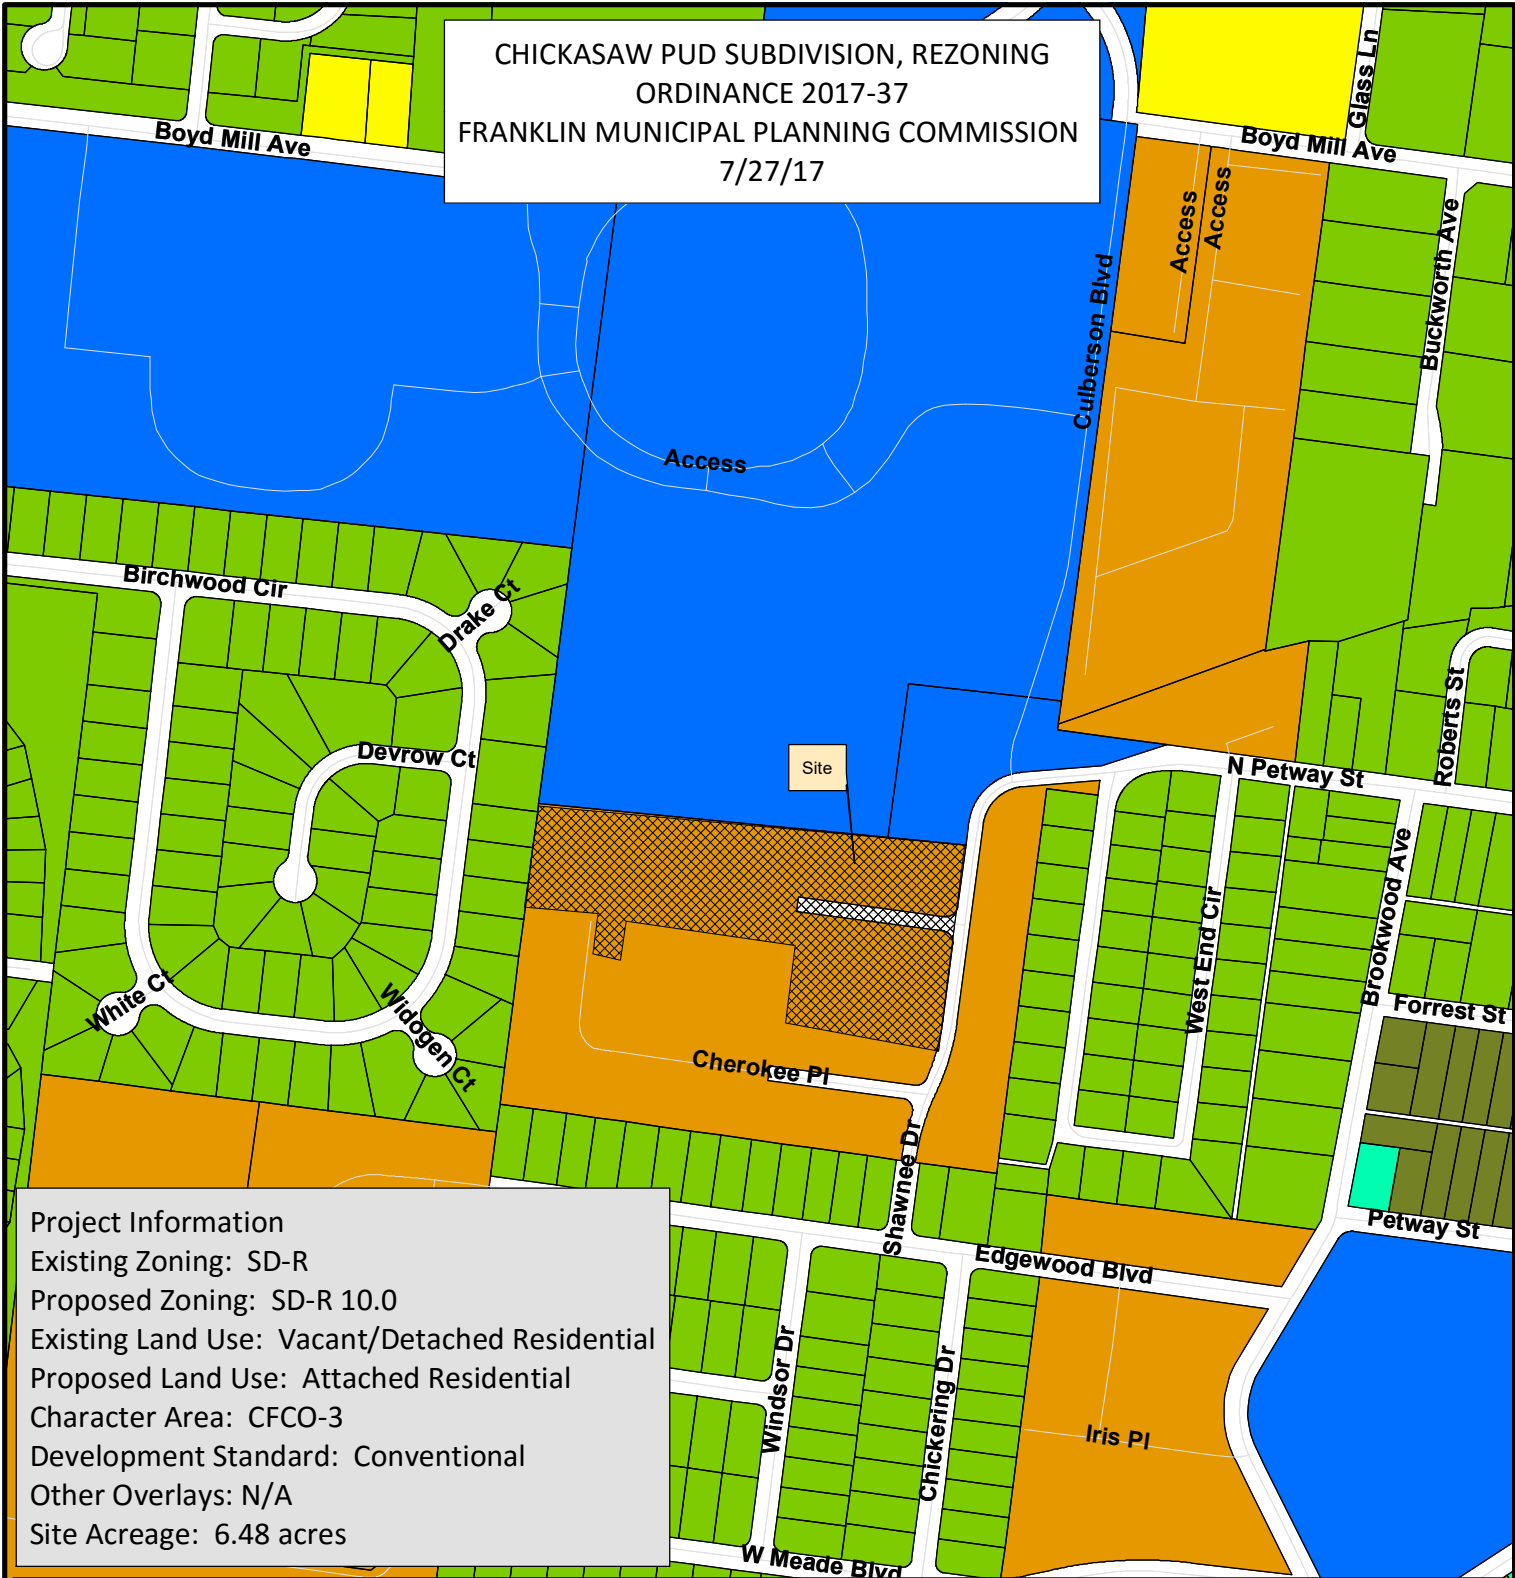 CHICKASAW PUD SUBDIVISION, REZONING
ORDINANCE 2017-37
FRANKLIN MUNICIPAL PLANNING COMMISSION
7/27/17
Glass Ln
Boyd Mill Ave
Boyd Mill Ave
Access
Access
Buckworth Ave
Culberson Blvd
Access
Birchwood Cir
Drake Ct
Roberts St
Devrow Ct
Site
N Petway St
Brookwood Ave
West End Cir
White Ct
Widogen Ct
Forrest St
Cherokee Pl
Shawnee Dr
Petway St
Edgewood Blvd
Windsor Dr
Chickering Dr
Iris Pl
W Meade Blvd
Project Information
Existing Zoning: SD-R
Proposed Zoning: SD-R 10.0
Existing Land Use: Vacant/Detached Residential
Proposed Land Use: Attached Residential
Character Area: CFCO-3
Development Standard: Conventional
Other Overlays: N/A
Site Acreage: 6.48 acres